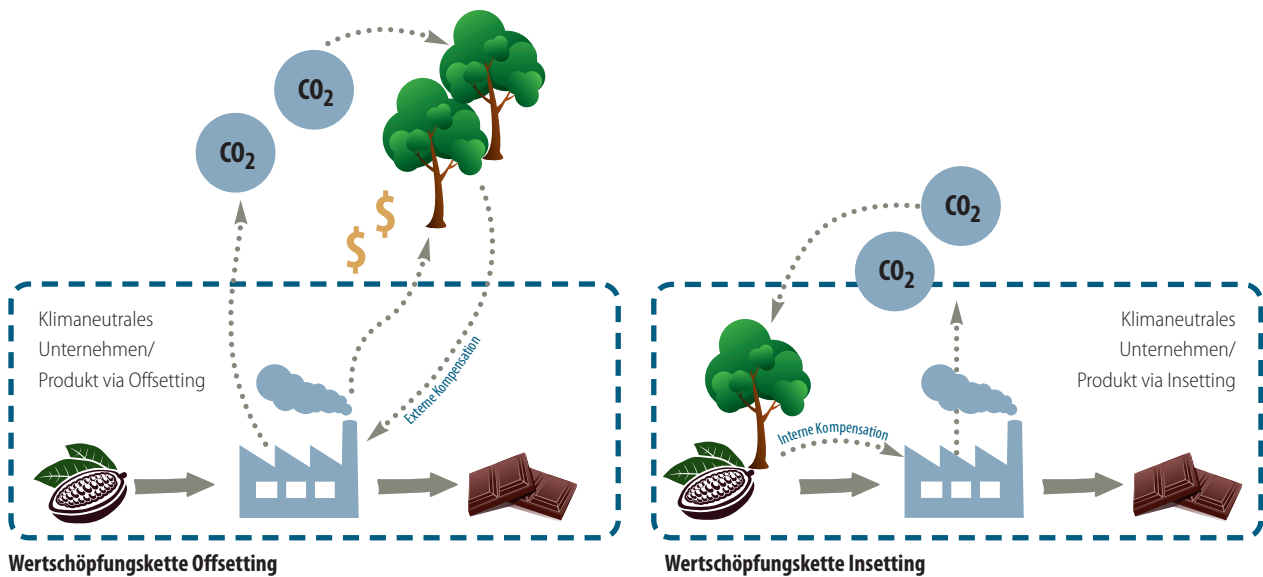 CO₂
CO₂
$
$
Klimaneutrales
Unternehmen/
Produkt via Offsetting
Externe Kompensation
Wertschöpfungskette Offsetting
CO₂
CO₂
Klimaneutrales
Unternehmen/
Produkt via Insetting
Interne Kompensation
Wertschöpfungskette Insetting